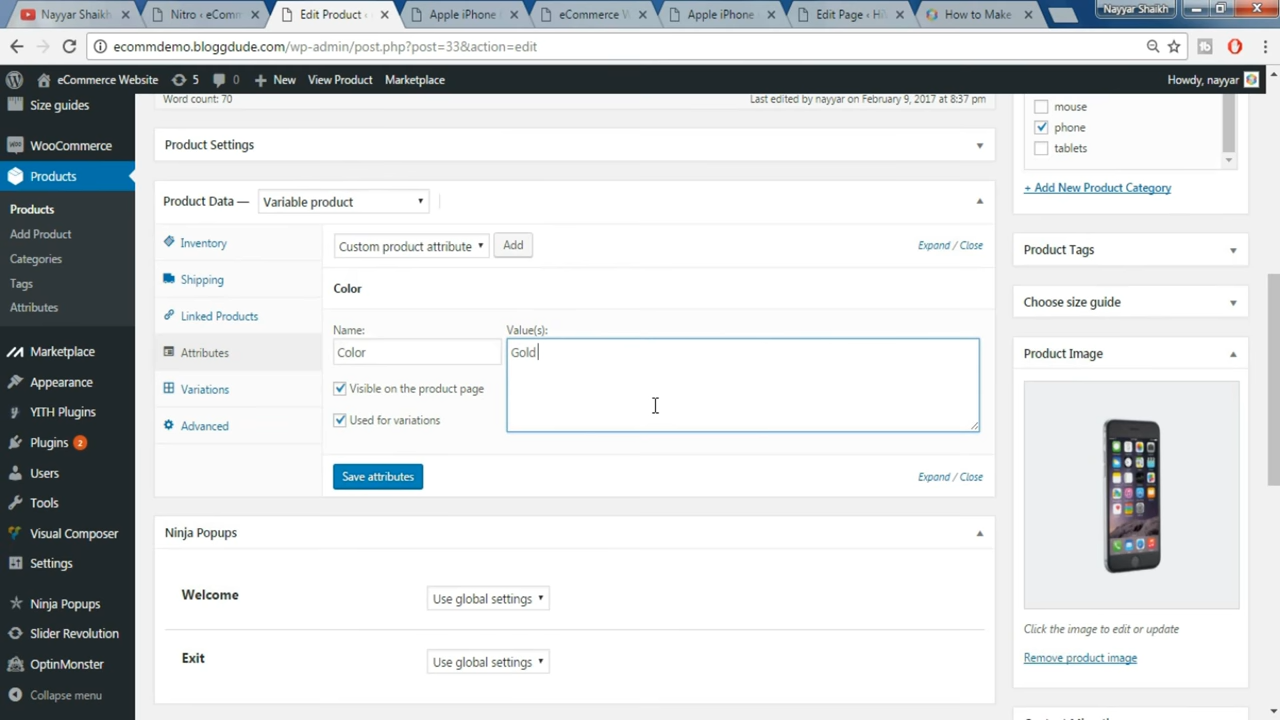 Nayyar Shaikh
Nitro ‹ eComm
Edit Product ‹
Apple iPhone
eCommerce W
Apple iPhone
Edit Page ‹ Hi
How to Make
Nayyar Shaikh
ecommdemo.bloggdude.com/wp-admin/post.php?post=33&action=edit
eCommerce Website
5
0
New
View Product
Marketplace
Howdy, nayyar
Size guides
WooCommerce
Products
Products
Add Product
Categories
Tags
Attributes
Marketplace
Appearance
YITH Plugins
Plugins 2
Users
Tools
Visual Composer
Settings
Ninja Popups
Slider Revolution
OptinMonster
Collapse menu
Word count: 70
Last edited by nayyar on February 9, 2017 at 8:37 pm
Product Settings
Product Data — Variable product
Inventory
Shipping
Linked Products
Attributes
Variations
Advanced
Custom product attribute
Add
Expand / Close
Color
Name:
Value(s):
Color
Gold
Visible on the product page
Used for variations
Save attributes
Expand / Close
Ninja Popups
Welcome
Use global settings
Exit
Use global settings
mouse
phone
tablets
+ Add New Product Category
Product Tags
Choose size guide
Product Image
Click the image to edit or update
Remove product image